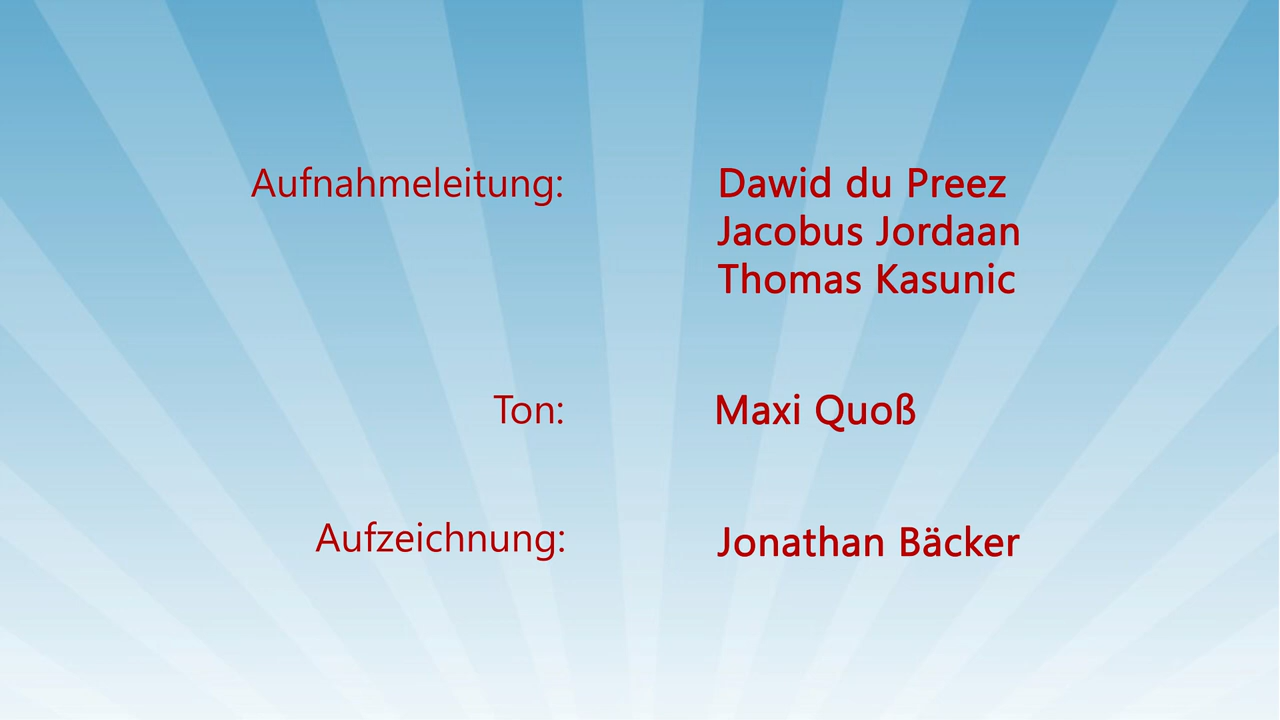 Aufnahmeleitung: Dawid du Preez
Jacobus Jordaan
Thomas Kasunic
Ton: Maxi Quoß
Aufzeichnung: Jonathan Bäcker